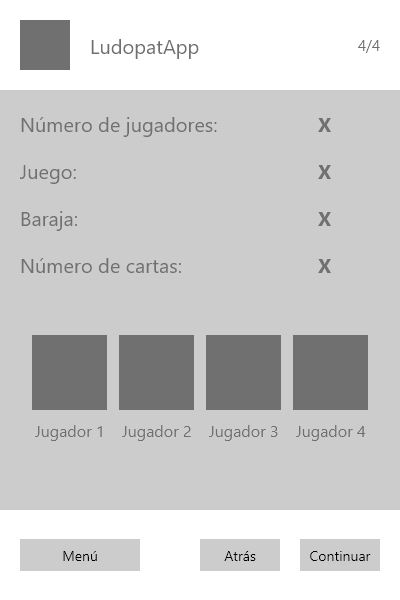 LudopatApp 4/4
Número de jugadores: X
Juego: X
Baraja: X
Número de cartas: X
Jugador 1 Jugador 2 Jugador 3 Jugador 4
Menú Atrás Continuar